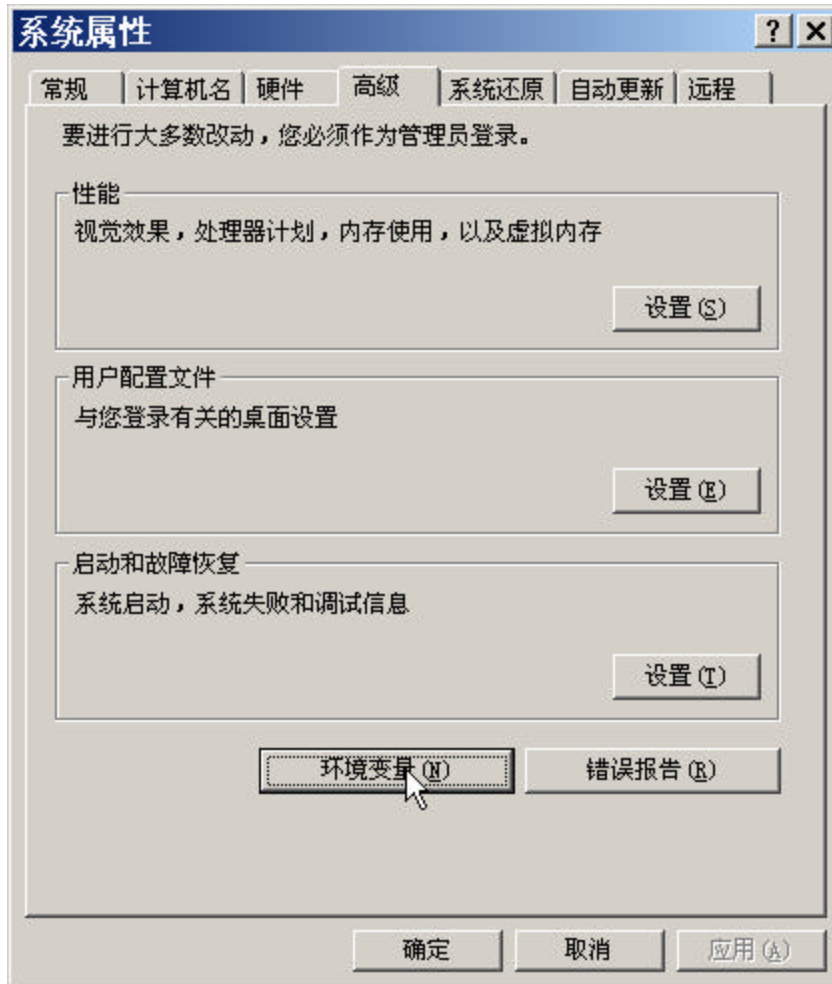 系统属性
常规 计算机名 硬件 高级 系统还原 自动更新 远程
要进行大多数改动，您必须作为管理员登录。
性能
视觉效果，处理器计划，内存使用，以及虚拟内存
设置(S)
用户配置文件
与您登录有关的桌面设置
设置(E)
启动和故障恢复
系统启动，系统失败和调试信息
设置(T)
环境变量(N) 错误报告(R)
确定 取消 应用(A)